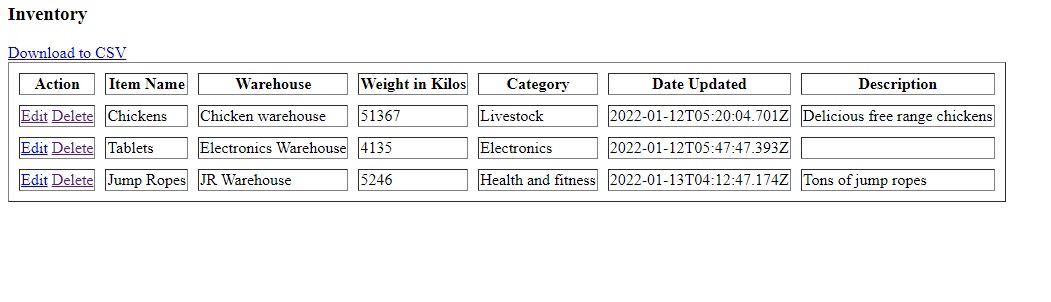 Inventory
Download to CSV
Action Item Name Warehouse Weight in Kilos Category Date Updated Description
Edit Delete Chickens Chicken warehouse 51367 Livestock 2022-01-12T05:20:04.701Z Delicious free range chickens
Edit Delete Tablets Electronics Warehouse 4135 Electronics 2022-01-12T05:47:47.393Z
Edit Delete Jump Ropes JR Warehouse 5246 Health and fitness 2022-01-13T04:12:47.174Z Tons of jump ropes